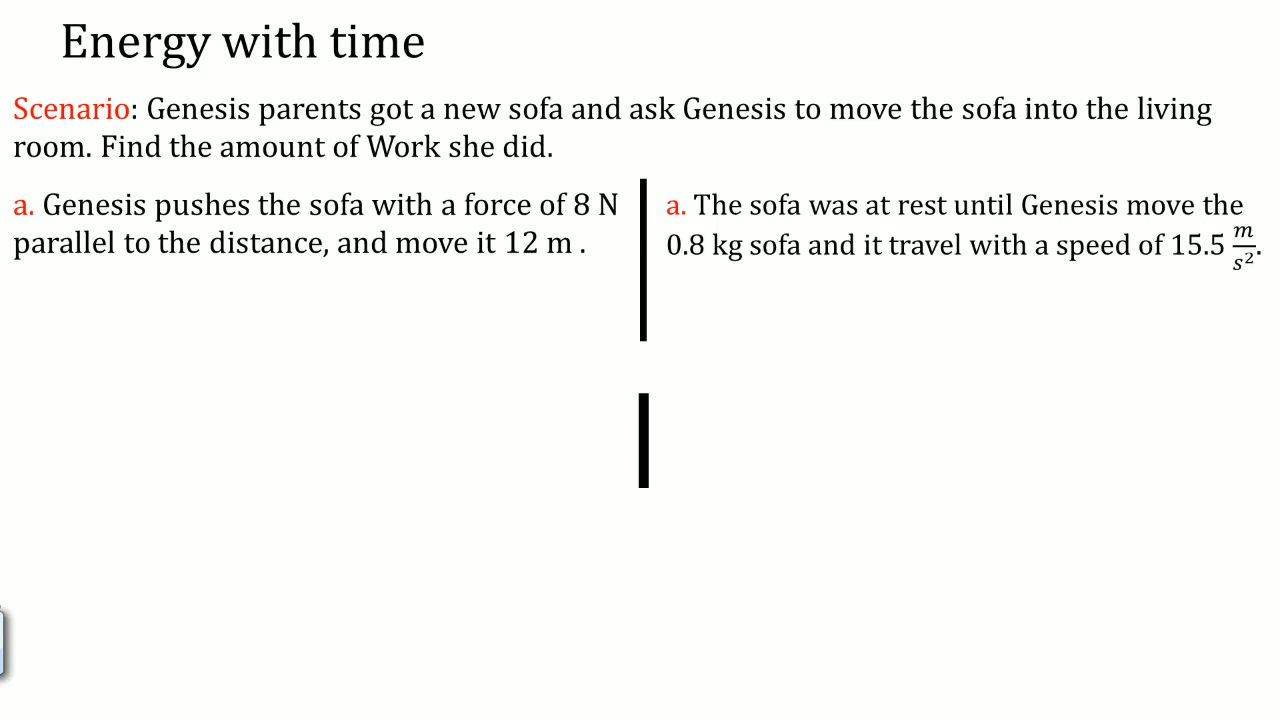 Energy with time
Scenario: Genesis parents got a new sofa and ask Genesis to move the sofa into the living
room. Find the amount of Work she did.
a. Genesis pushes the sofa with a force of 8 N
parallel to the distance, and move it 12 m .
a. The sofa was at rest until Genesis move the
0.8 kg sofa and it travel with a speed of 15.5 m/s².